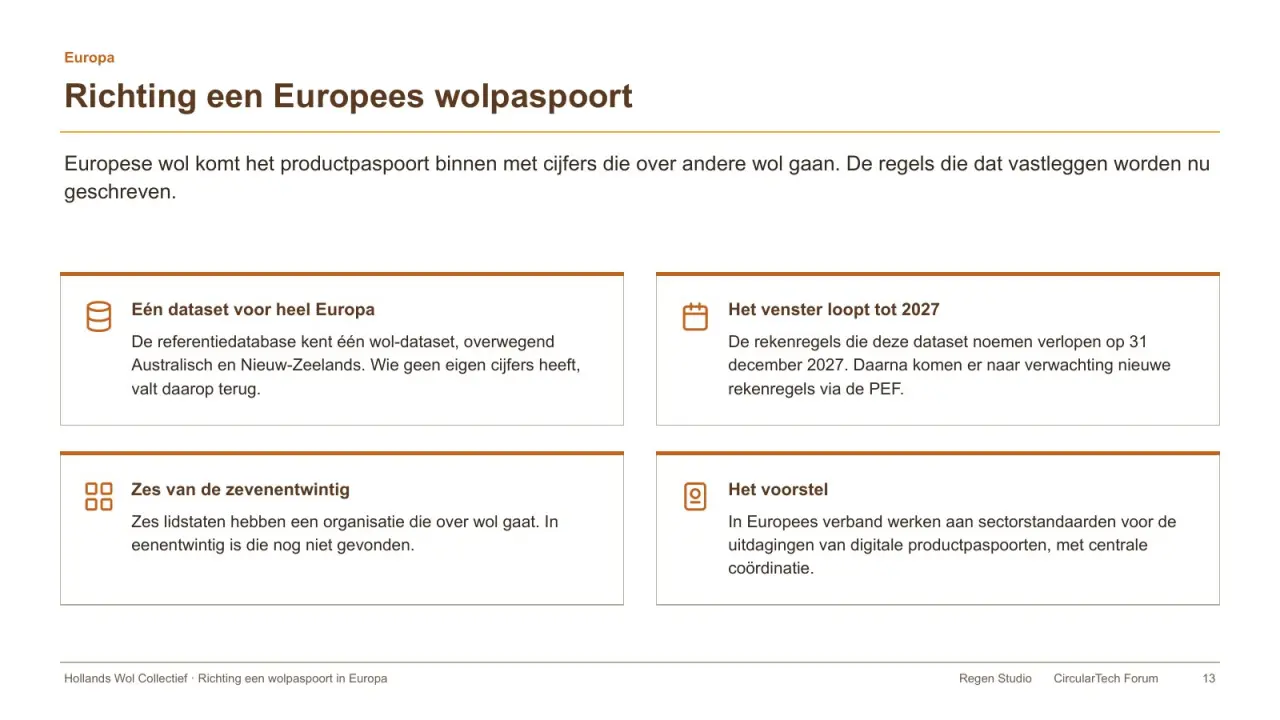 Europa
Richting een Europees wolpaspoort
Europese wol komt het productpaspoort binnen met cijfers die over andere wol gaan. De regels die dat vastleggen worden nu
geschreven.
Eén dataset voor heel Europa
De referentiedatabase kent één wol-dataset, overwegend
Australisch en Nieuw-Zeelands. Wie geen eigen cijfers heeft,
valt daarop terug.
Het venster loopt tot 2027
De rekenregels die deze dataset noemen verlopen op 31
december 2027. Daarna komen er naar verwachting nieuwe
rekenregels via de PEF.
Zes van de zevenentwintig
Zes lidstaten hebben een organisatie die over wol gaat. In
eenentwintig is die nog niet gevonden.
Het voorstel
In Europees verband werken aan sectorstandaarden voor de
uitdagingen van digitale productpaspoorten, met centrale
coördinatie.
Hollands Wol Collectief · Richting een wolpaspoort in Europa
Regen Studio CircularTech Forum 13